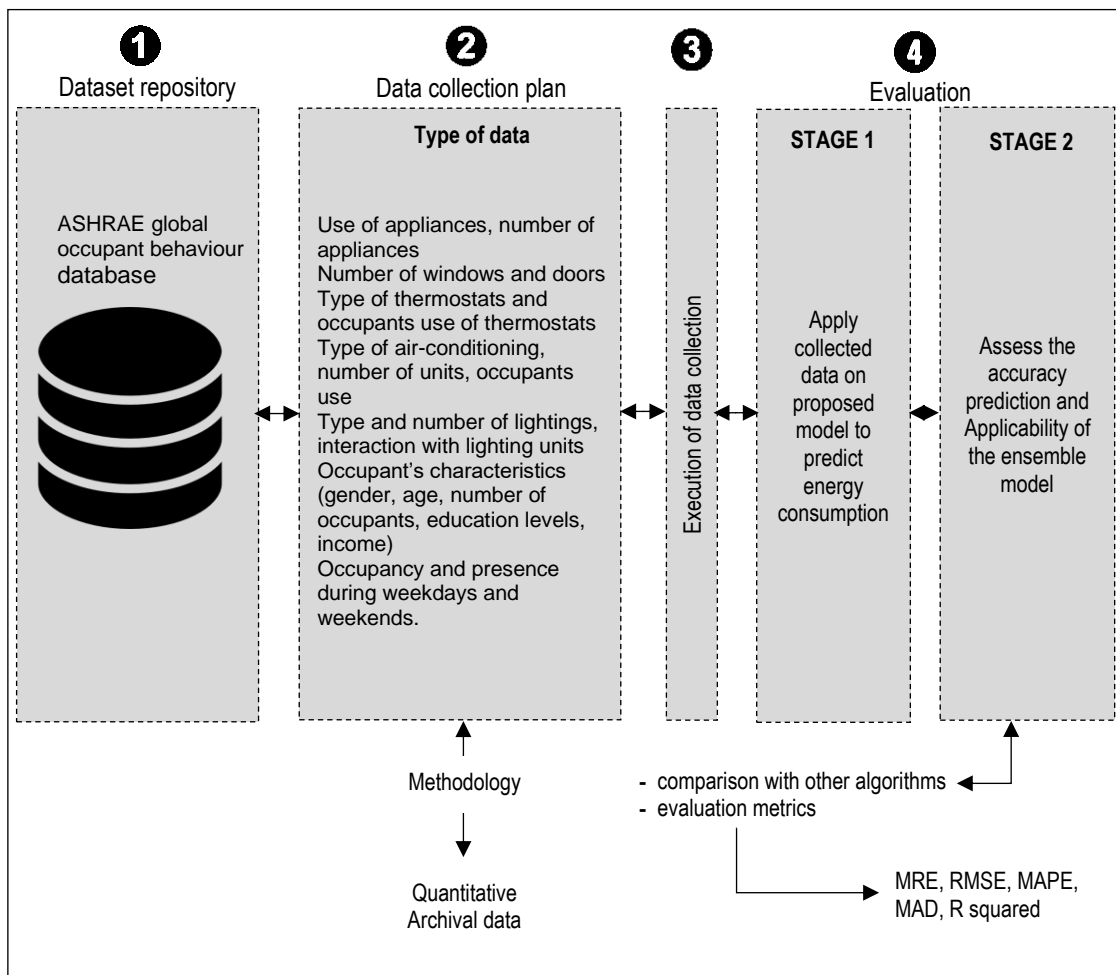 1
Dataset repository
ASHRAE global
occupant behaviour
database
2
Data collection plan
Type of data
Use of appliances, number of
appliances
Number of windows and doors
Type of thermostats and
occupants use of thermostats
Type of air-conditioning,
number of units, occupants
use
Type and number of lightings,
interaction with lighting units
Occupant's characteristics
(gender, age, number of
occupants, education levels,
income)
Occupancy and presence
during weekdays and
weekends.
3
Execution of data collection
4
Evaluation
STAGE 1
Apply
collected
data on
proposed
model to
predict
energy
consumption
STAGE 2
Assess the
accuracy
prediction and
Applicability of
the ensemble
model
Methodology
Quantitative
Archival data
- comparison with other algorithms
- evaluation metrics
MRE, RMSE, MAPE,
MAD, R squared